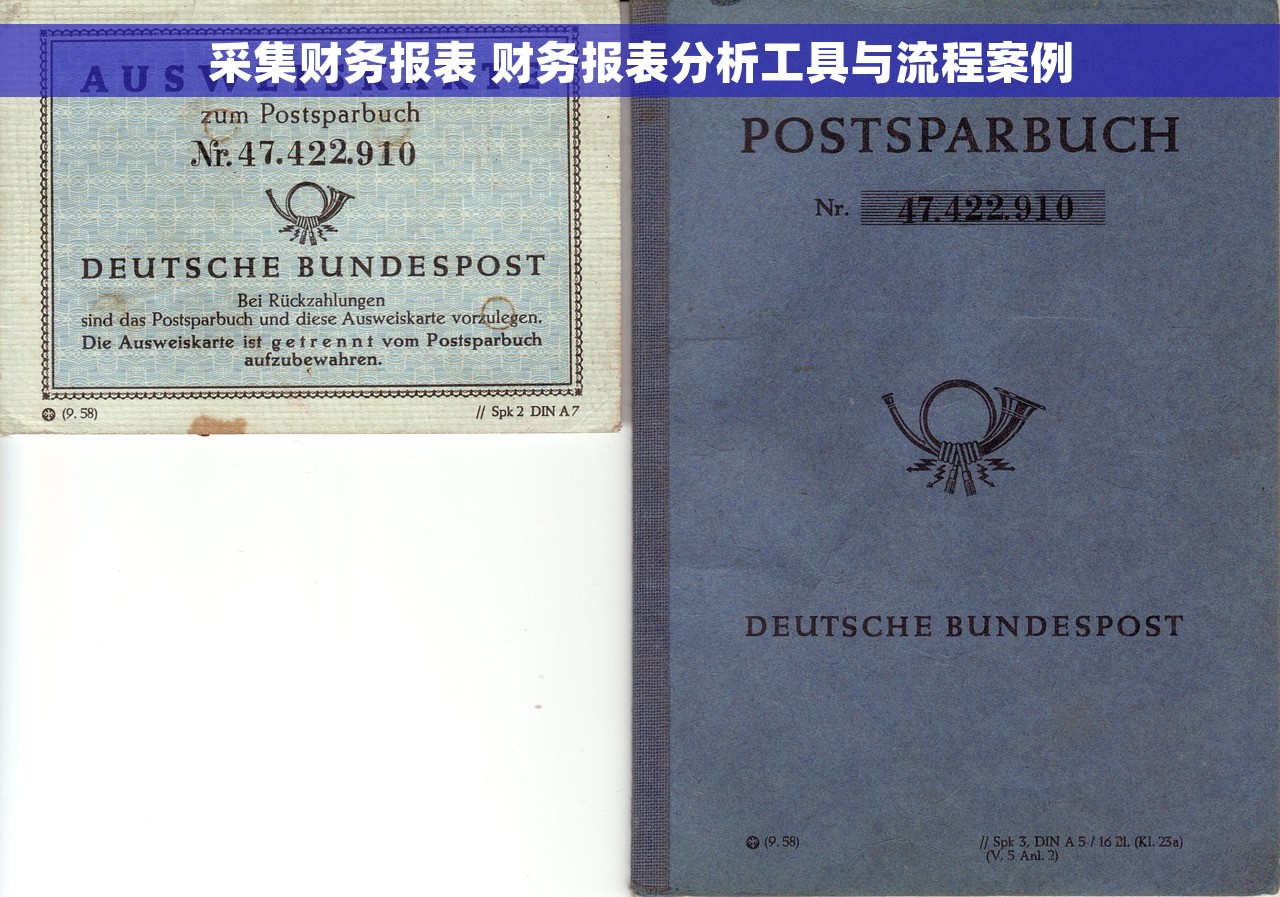 采集财务报表 财务报表分析工具与流程案例
AUSWEISKARTE
zum Postsparbuch
Nr. 47.422.910
DEUTSCHE BUNDESPOST
Bei Rückzahlungen
sind das Postsparbuch und diese Ausweiskarte vorzulegen.
Die Ausweiskarte ist getrennt vom Postsparbuch
aufzubewahren.
(9. 58)
// Spk 2 DIN A 7
POSTSPARBUCH
Nr. 47.422.910
DEUTSCHE BUNDESPOST
(9. 58)
// Spk 3, DIN A 5 / 16 Bl. (Kl. 23a)
(V, 5 Anl. 2)